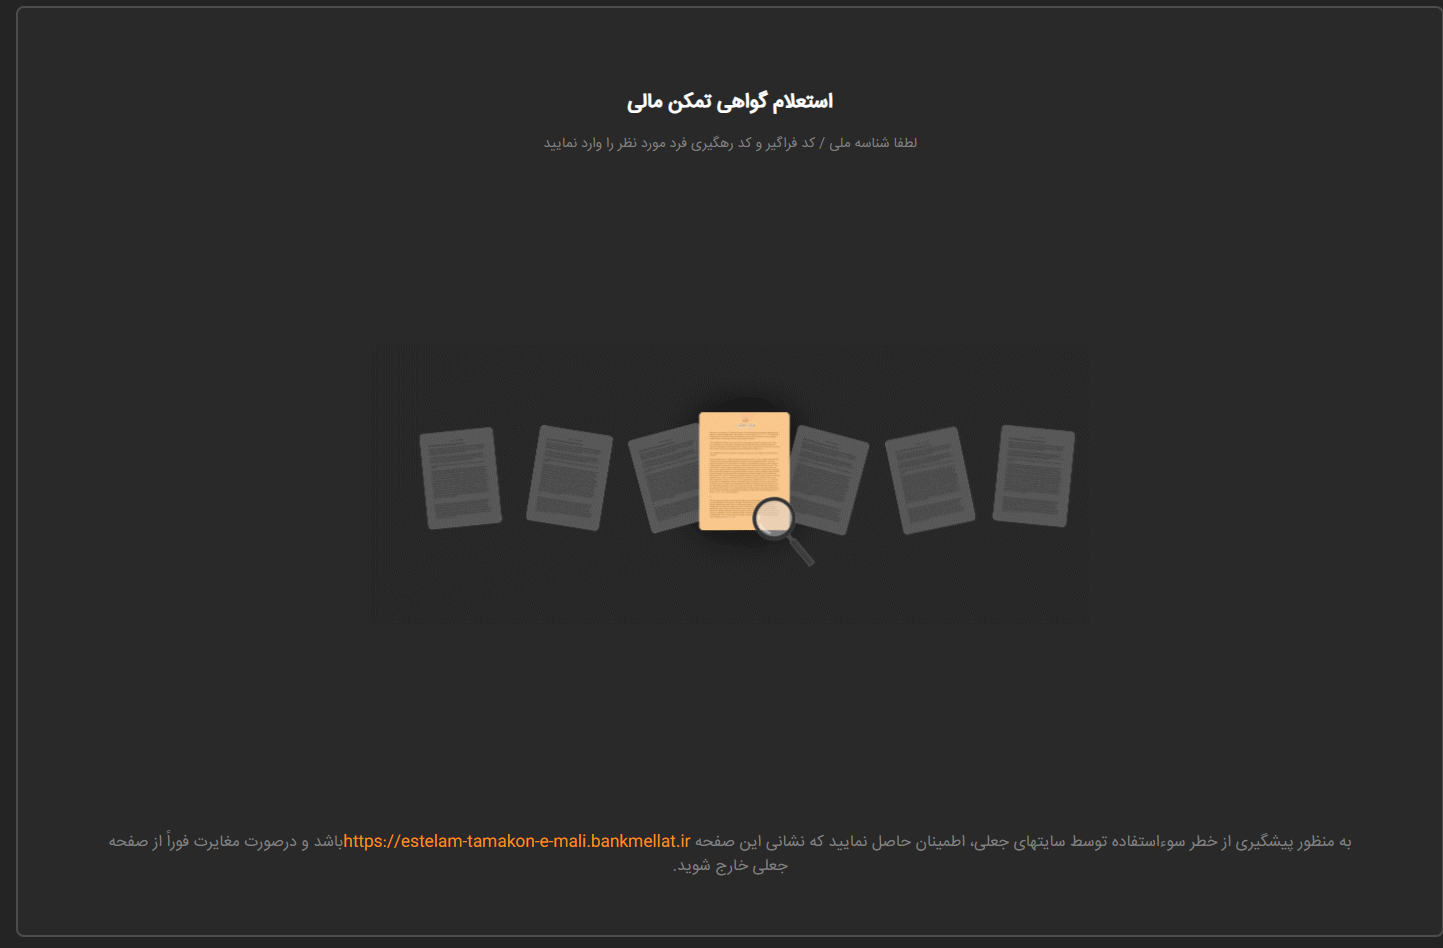 استعلام گواهی تمکن مالی
لطفا شناسه ملی / کد فراگیر و کد رهگیری فرد مورد نظر را وارد نمایید
به منظور پیشگیری از خطر سوءاستفاده توسط سایتهای جعلی، اطمینان حاصل نمایید که نشانی این صفحه https://estelam-tamakon-e-mali.bankmellat.irباشد و درصورت مغایرت فوراً از صفحه
جعلی خارج شوید.